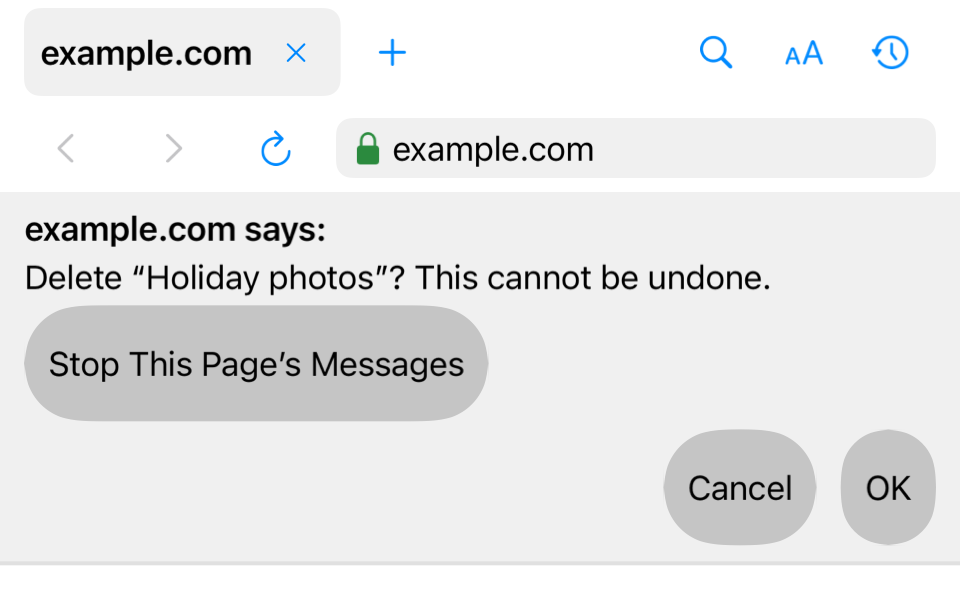 example.com
AA
example.com
example.com says:
Delete “Holiday photos”? This cannot be undone.
Stop This Page’s Messages
Cancel
OK